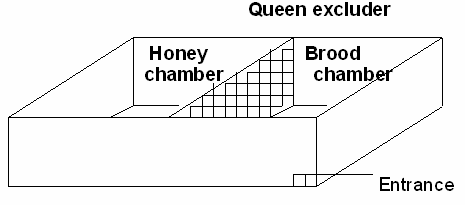 Queen excluder
Honey
chamber
Brood
chamber
Entrance